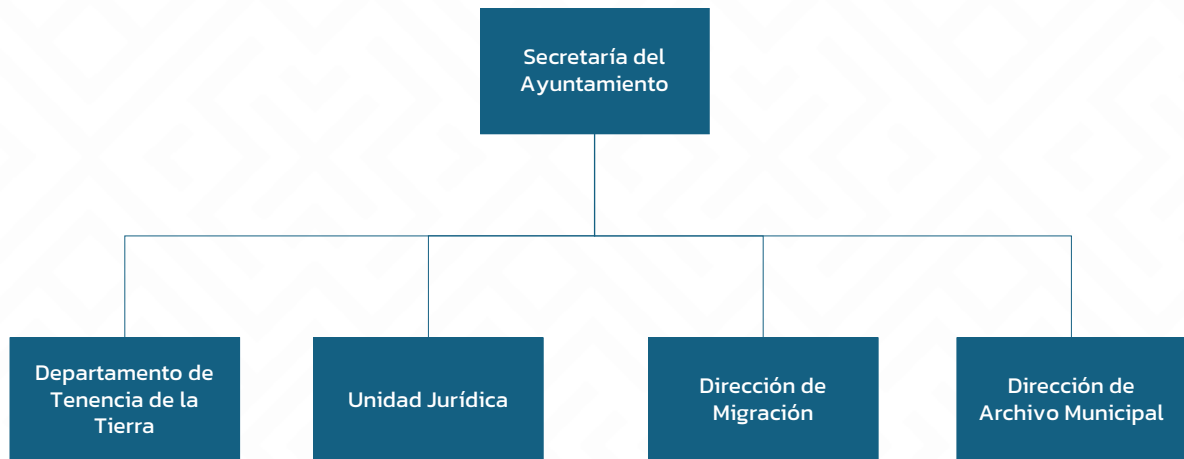 Secretaría del
Ayuntamiento
Departamento de
Tenencia de la
Tierra
Unidad Jurídica
Dirección de
Migración
Dirección de
Archivo Municipal